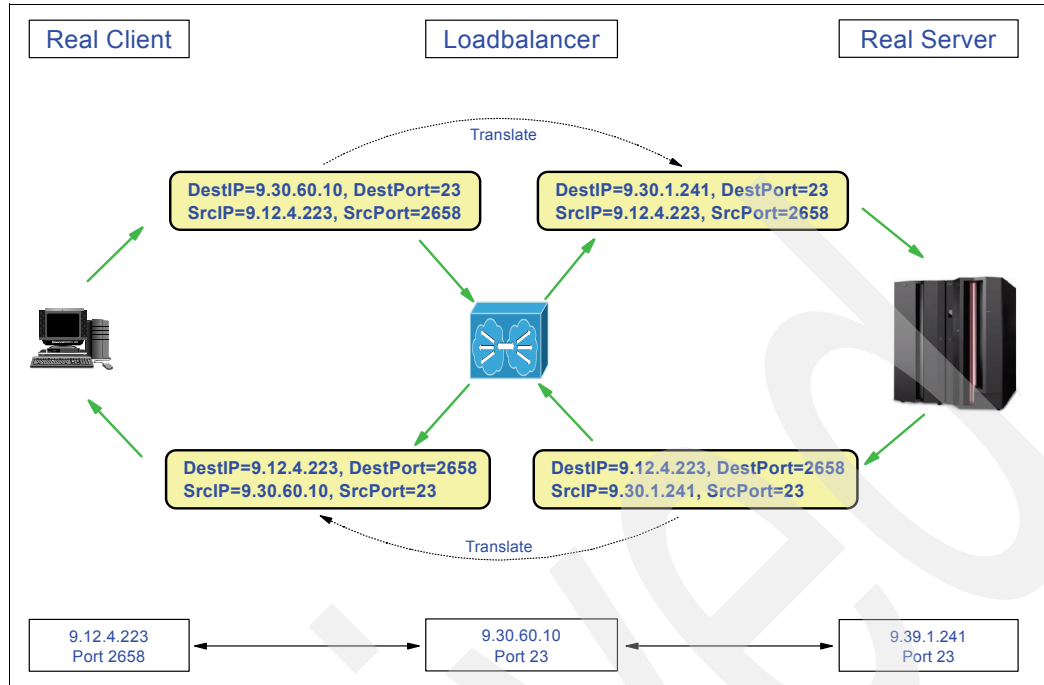 Real Client
Loadbalancer
Real Server
Translate
DestIP=9.30.60.10, DestPort=23
SrcIP=9.12.4.223, SrcPort=2658
DestIP=9.30.1.241, DestPort=23
SrcIP=9.12.4.223, SrcPort=2658
DestIP=9.12.4.223, DestPort=2658
SrcIP=9.30.60.10, SrcPort=23
DestIP=9.12.4.223, DestPort=2658
SrcIP=9.30.1.241, SrcPort=23
Translate
9.12.4.223
Port 2658
9.30.60.10
Port 23
9.39.1.241
Port 23